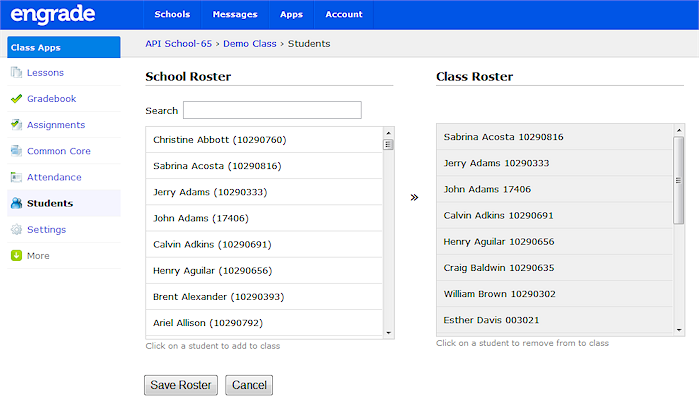 engrade
Schools
Messages
Apps
Account
Class Apps
Lessons
Gradebook
Assignments
Common Core
Attendance
Students
Settings
More
API School-65 › Demo Class › Students
School Roster
Search
Christine Abbott (10290760)
Sabrina Acosta (10290816)
Jerry Adams (10290333)
John Adams (17406)
Calvin Adkins (10290691)
Henry Aguilar (10290656)
Brent Alexander (10290393)
Ariel Allison (10290792)
Click on a student to add to class
»
Class Roster
Sabrina Acosta 10290816
Jerry Adams 10290333
John Adams 17406
Calvin Adkins 10290691
Henry Aguilar 10290656
Craig Baldwin 10290635
William Brown 10290302
Esther Davis 003021
Click on a student to remove from to class
Save Roster
Cancel